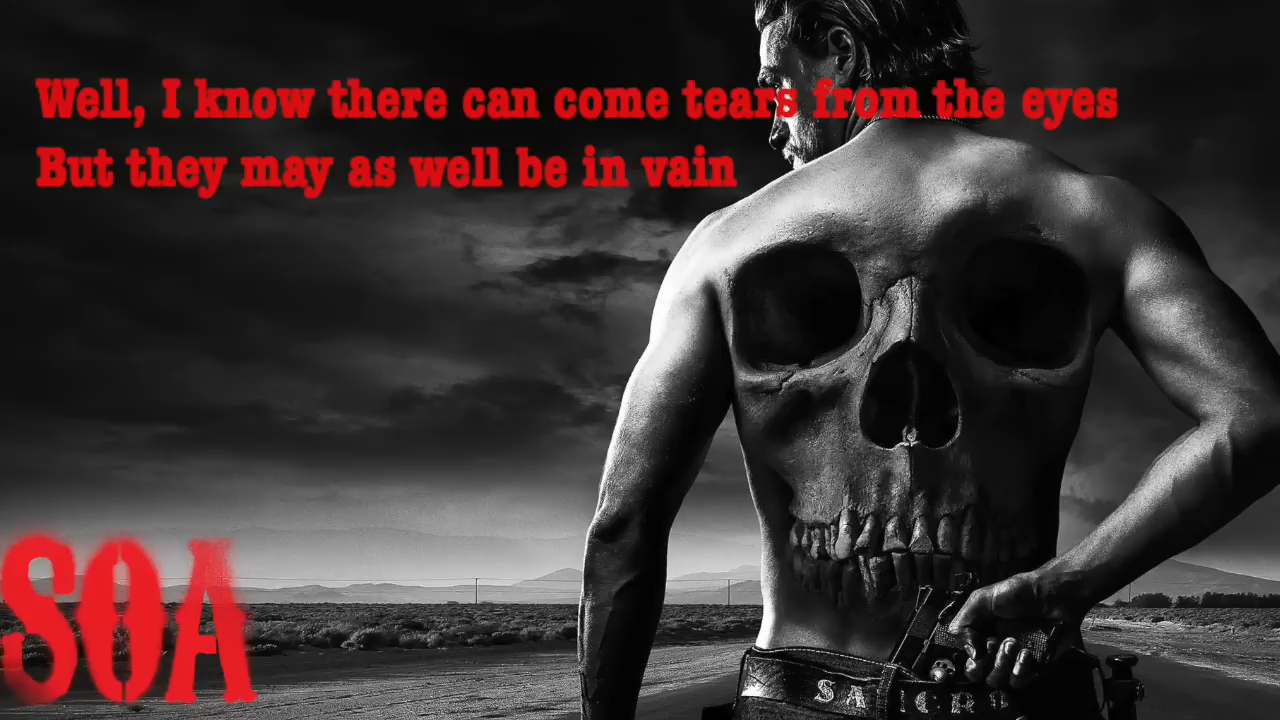 Well, I know there can come tears from the eyes
But they may as well be in vain
SOA